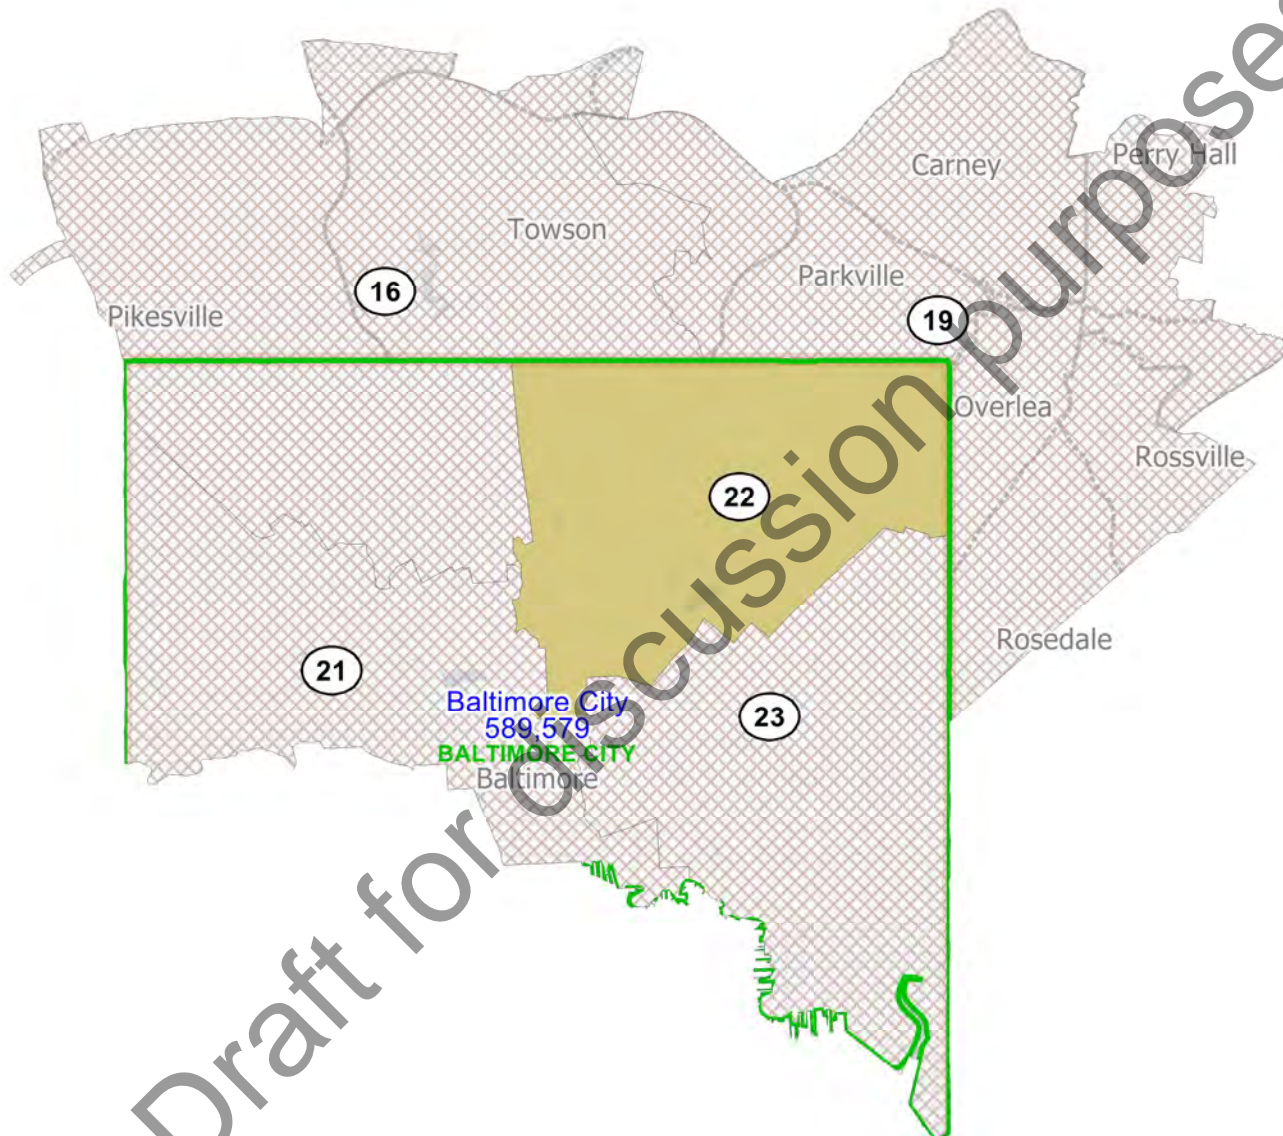 Carney
Perry Hall
Towson
Parkville
16
Pikesville
19
Overlea
Rossville
22
Rosedale
21
Baltimore City
589,579
BALTIMORE CITY
Baltimore
23
Draft for discussion purposes